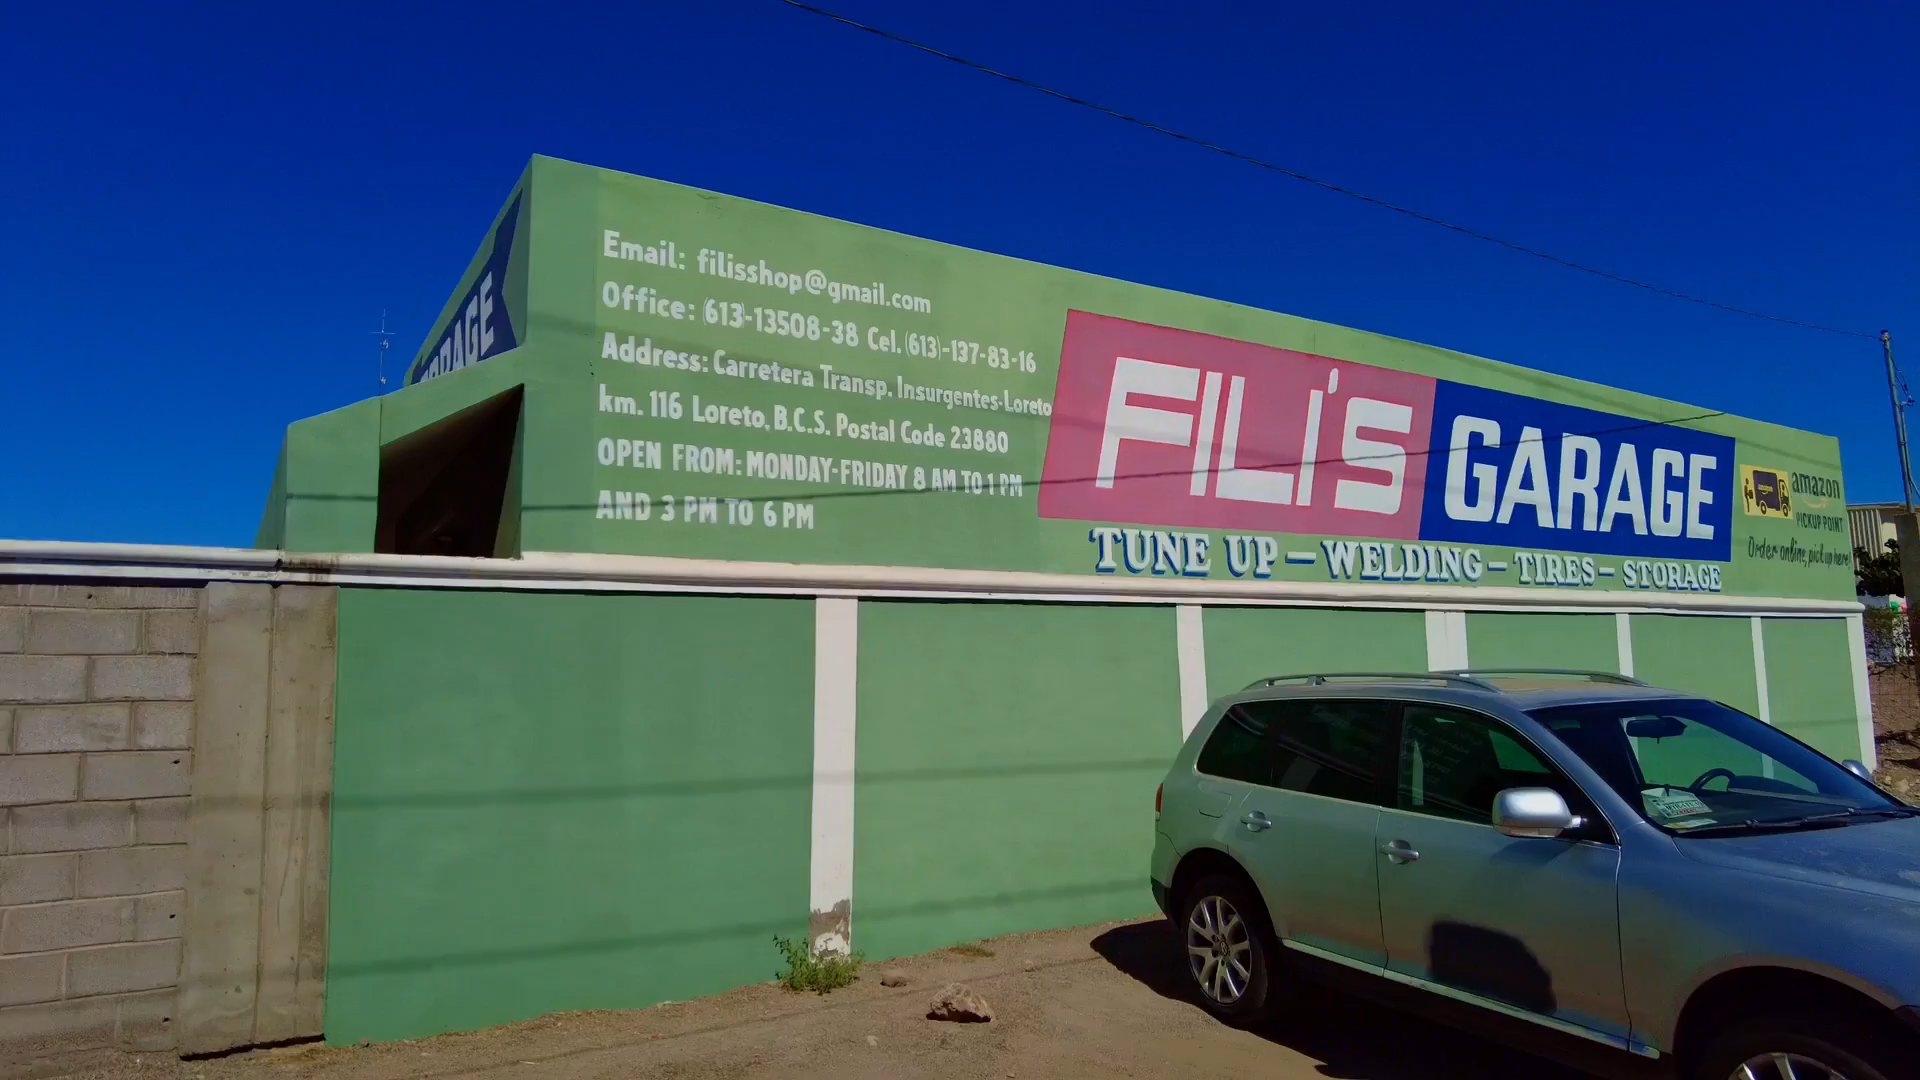 Email: filisshop@gmail.com
Office: (613)-13508-38 Cel. (613)-137-83-16
Address: Carretera Transp. Insurgentes-Loreto
km. 116 Loreto, B.C.S. Postal Code 23880
OPEN FROM: MONDAY-FRIDAY 8 AM TO 1 PM
AND 3 PM TO 6 PM
FILI'S GARAGE
TUNE UP – WELDING – TIRES – STORAGE
amazon
PICKUP POINT
Order online, pick up here!
GARAGE